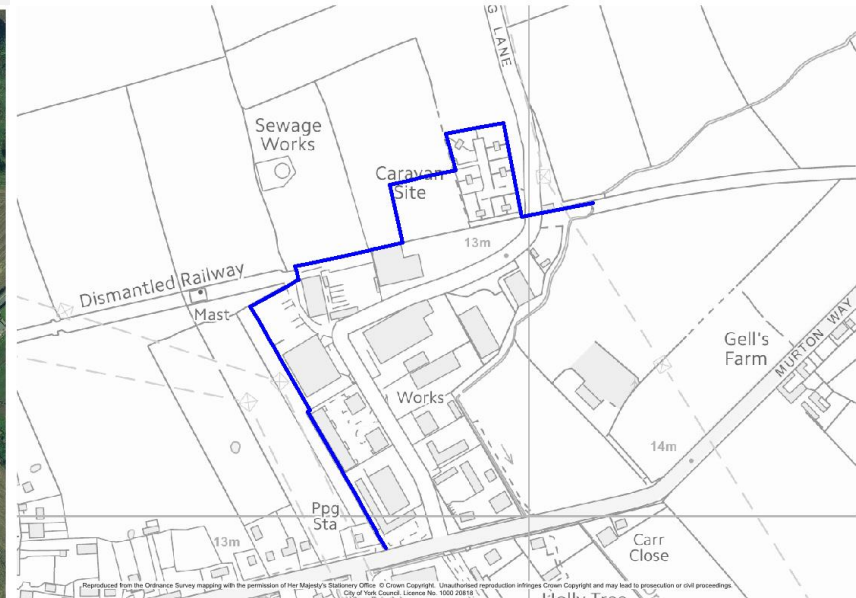 G LANE
Sewage
Works
Caravan
Site
13m
Dismantled Railway
Mast
Gell's
Farm
MURTON WAY
Works
14m
Ppg
Sta
13m
Carr
Close
Reproduced from the Ordnance Survey mapping with the permission of Her Majesty's Stationery Office © Crown Copyright. Unauthorised reproduction infringes Crown Copyright and may lead to prosecution or civil proceedings.
City of York Council. Licence No. 1000 20818
Holly Tree